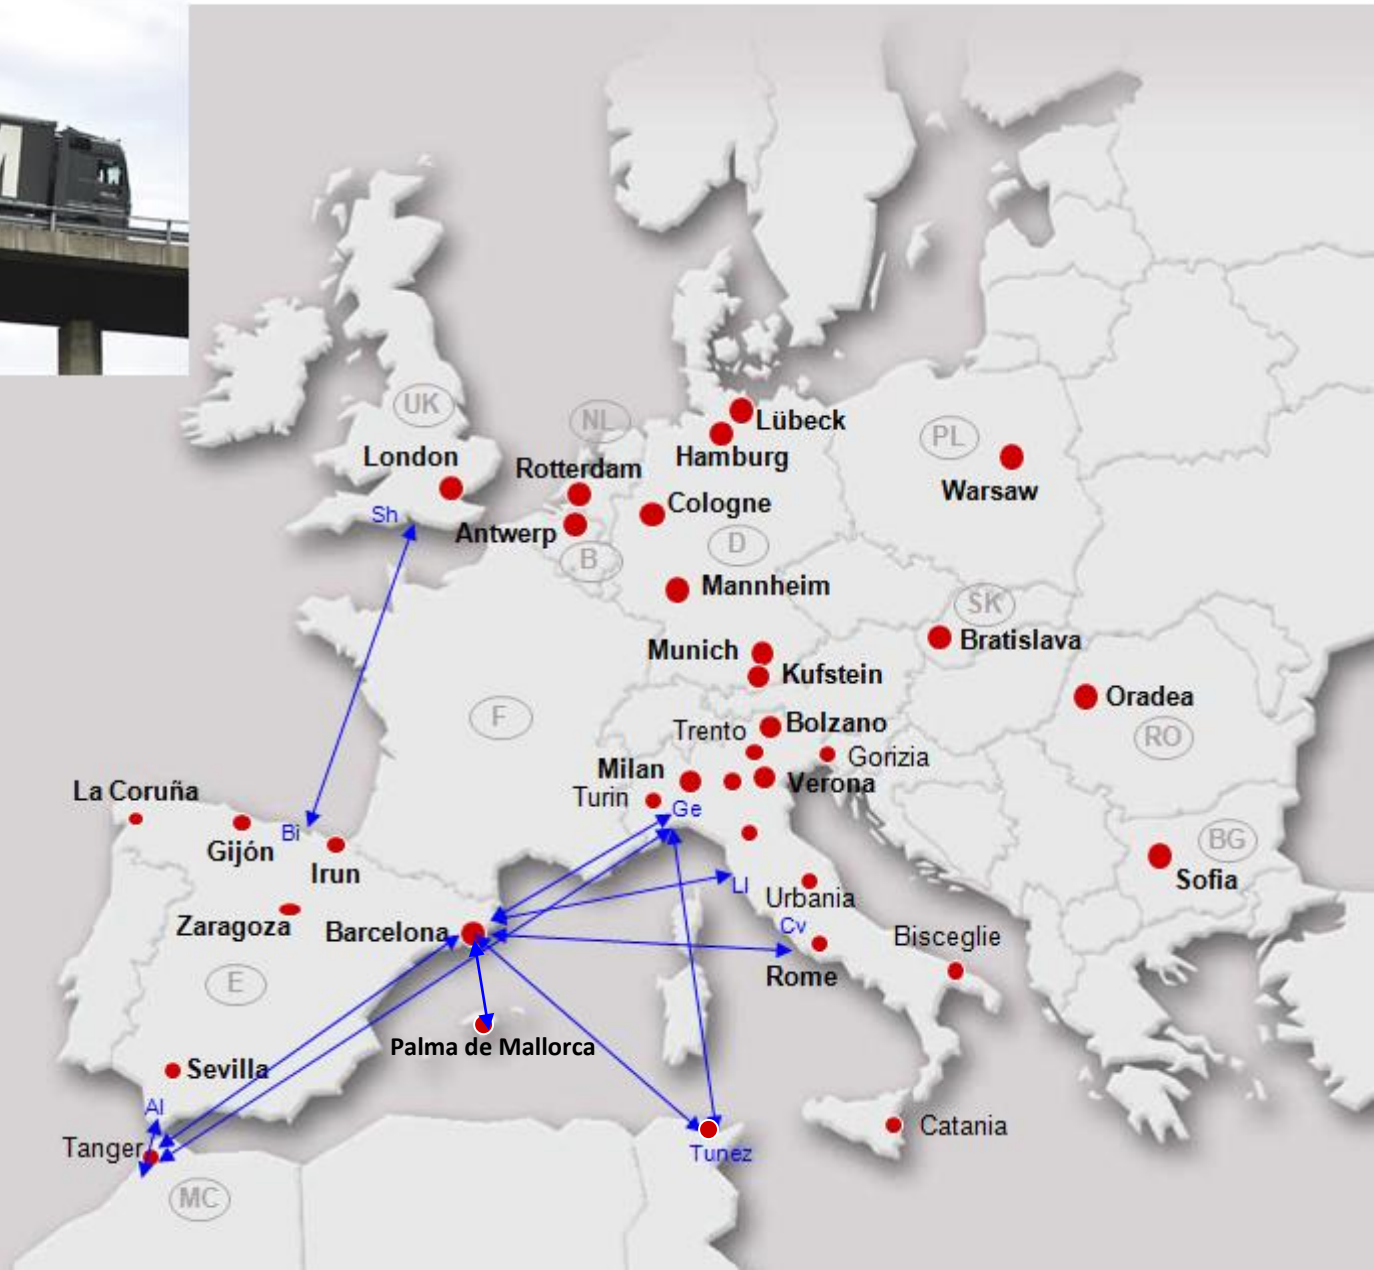 UK
NL
Lübeck
PL
London
Hamburg
Rotterdam
Warsaw
Cologne
Sh
Antwerp
D
B
Mannheim
SK
Munich
Bratislava
Kufstein
Oradea
F
Bolzano
Trento
RO
Gorizia
Milan
Verona
La Coruña
Turin
Ge
Bi
Gijón
BG
Irun
Sofia
LI
Urbania
Zaragoza
Barcelona
Cv
Bisceglie
Rome
E
Palma de Mallorca
Sevilla
Al
Catania
Tanger
Tunez
MC